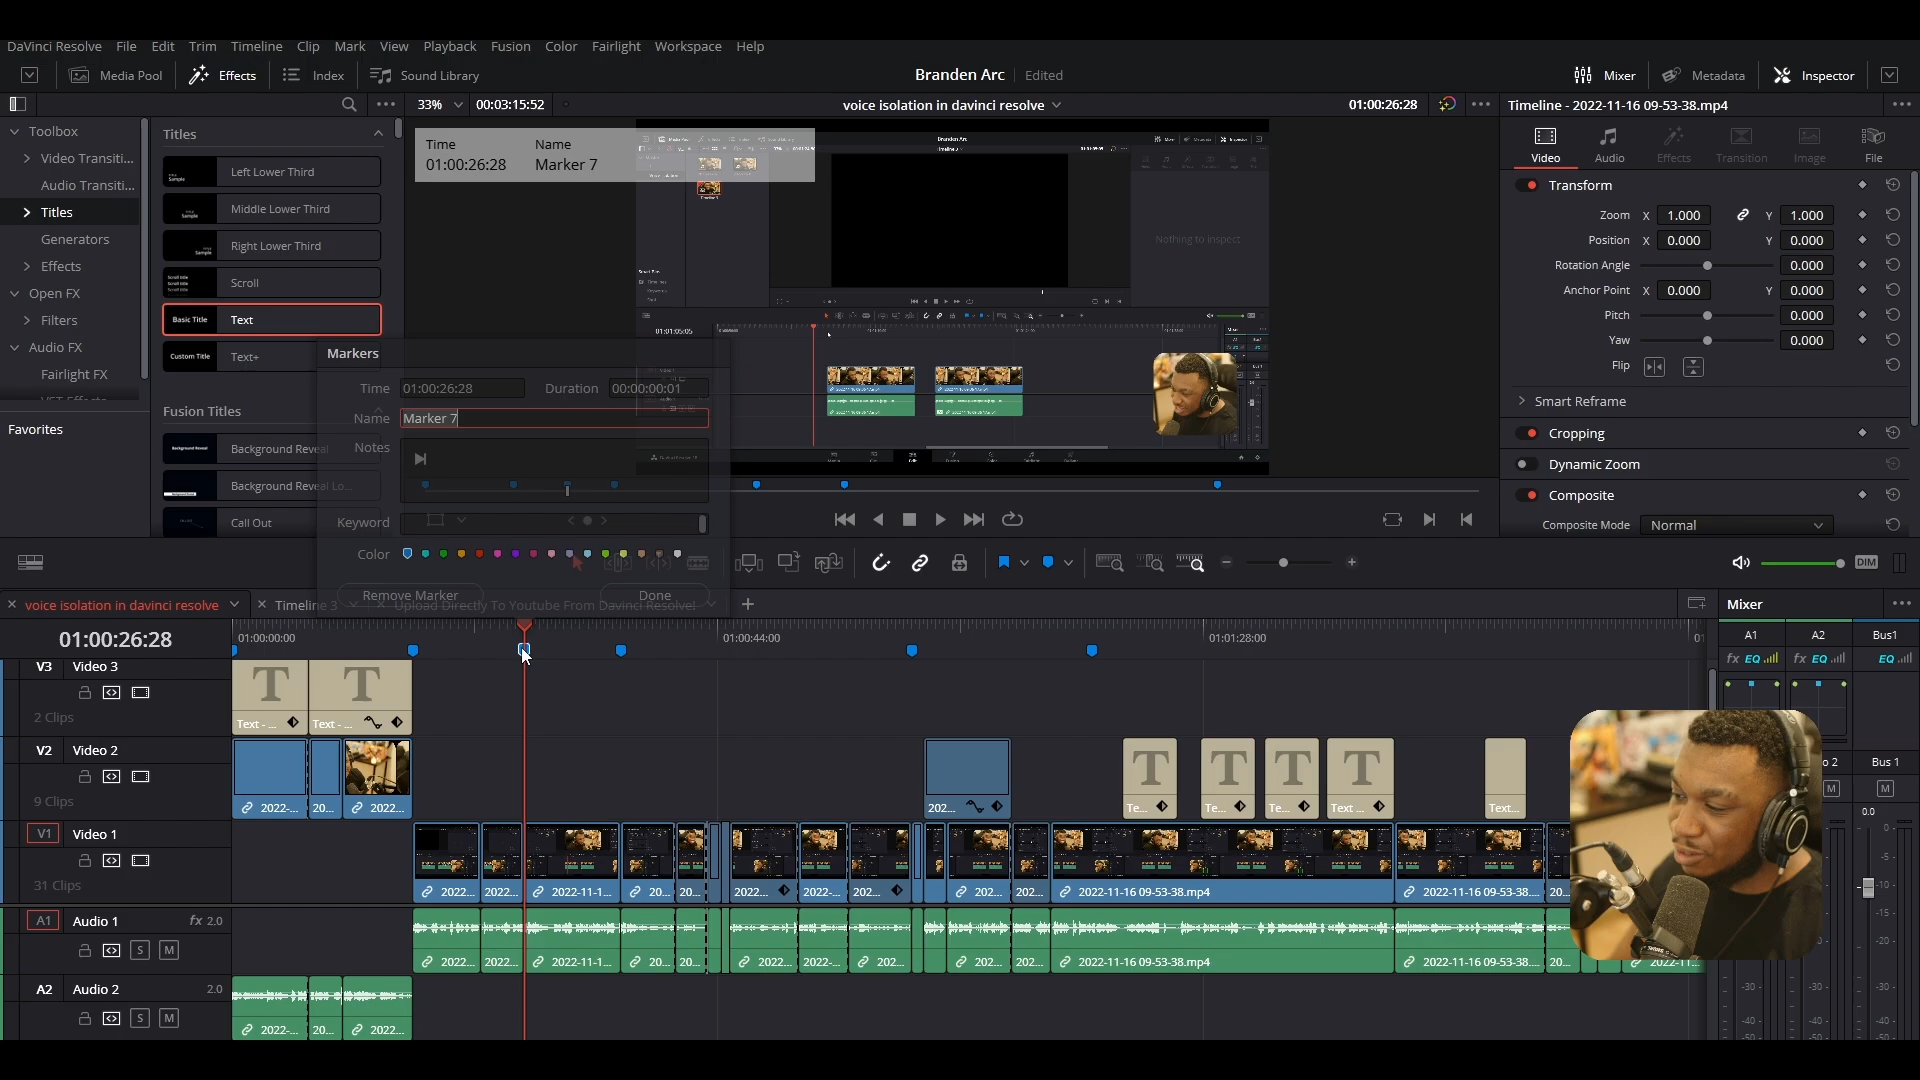 DaVinci Resolve File Edit Trim Timeline Clip Mark View Playback Fusion Color Fairlight Workspace Help
Media Pool Effects Index Sound Library Branden Arc Edited Mixer Metadata Inspector
33% 00:03:15:52 voice isolation in davinci resolve 01:00:26:28 Timeline - 2022-11-16 09-53-38.mp4
Toolbox
Video Transiti...
Audio Transiti...
Titles
Generators
Effects
Open FX
Filters
Audio FX
Fairlight FX
Favorites
Titles
Left Lower Third
Middle Lower Third
Right Lower Third
Scroll
Basic Title Text
Custom Title Text+
Fusion Titles
Background Reveal
Background Reveal Lo...
Call Out
Time Name
01:00:26:28 Marker 7
Branden Arc
Nothing to inspect
01:01:05:05
Markers
Time 01:00:26:28 Duration 00:00:00:01
Name Marker 7
Notes
Keyword
Color
Remove Marker Done
Video Audio Effects Transition Image File
Transform
Zoom X 1.000 Y 1.000
Position X 0.000 Y 0.000
Rotation Angle 0.000
Anchor Point X 0.000 Y 0.000
Pitch 0.000
Yaw 0.000
Flip
Smart Reframe
Cropping
Dynamic Zoom
Composite
Composite Mode Normal
DIM
voice isolation in davinci resolve Timeline 3 Upload Directly To Youtube From Davinci Resolve!
01:00:26:28
01:00:00:00 01:00:44:00 01:01:28:00
V3 Video 3
2 Clips
Text - ... Text - ...
V2 Video 2
9 Clips
2022-... 20... 2022... 202... Te... Te... Te... Text ... Text...
V1 Video 1
31 Clips
2022... 2022... 2022-11-1... 20... 20... 2022... 2022-... 202... 202... 202... 2022-11-16 09-53-38.mp4 2022-11-16 09-53-38.... 20...
A1 Audio 1 fx 2.0
S M
2022... 2022... 2022-11-1... 20... 20... 2022... 2022-... 202... 202... 202... 2022-11-16 09-53-38.mp4 2022-11-16 09-53-38.... 20... 2022-11...
A2 Audio 2 2.0
S M
2022-... 20... 2022...
Mixer
A1 A2 Bus1
fx EQ fx EQ EQ
o 2 Bus 1
M M
0.0
0-
-5-
-10-
-15-
-20-
-30- -30- -30-
-40- -40- -40-